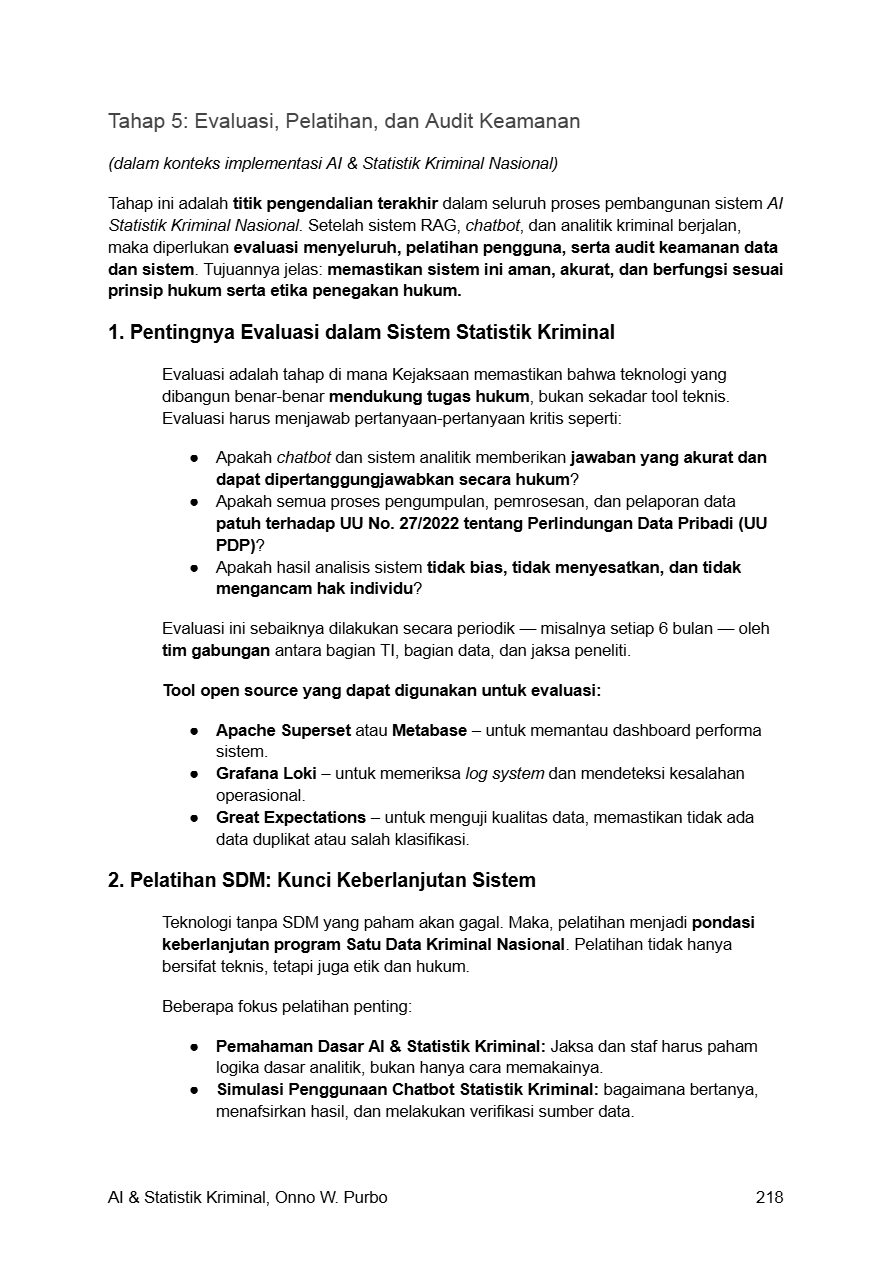 Tahap 5: Evaluasi, Pelatihan, dan Audit Keamanan
(dalam konteks implementasi AI & Statistik Kriminal Nasional)
Tahap ini adalah titik pengendalian terakhir dalam seluruh proses pembangunan sistem AI
Statistik Kriminal Nasional. Setelah sistem RAG, chatbot, dan analitik kriminal berjalan,
maka diperlukan evaluasi menyeluruh, pelatihan pengguna, serta audit keamanan data
dan sistem. Tujuannya jelas: memastikan sistem ini aman, akurat, dan berfungsi sesuai
prinsip hukum serta etika penegakan hukum.
1. Pentingnya Evaluasi dalam Sistem Statistik Kriminal
Evaluasi adalah tahap di mana Kejaksaan memastikan bahwa teknologi yang
dibangun benar-benar mendukung tugas hukum, bukan sekadar tool teknis.
Evaluasi harus menjawab pertanyaan-pertanyaan kritis seperti:
● Apakah chatbot dan sistem analitik memberikan jawaban yang akurat dan
dapat dipertanggungjawabkan secara hukum?
● Apakah semua proses pengumpulan, pemrosesan, dan pelaporan data
patuh terhadap UU No. 27/2022 tentang Perlindungan Data Pribadi (UU
PDP)?
● Apakah hasil analisis sistem tidak bias, tidak menyesatkan, dan tidak
mengancam hak individu?
Evaluasi ini sebaiknya dilakukan secara periodik — misalnya setiap 6 bulan — oleh
tim gabungan antara bagian TI, bagian data, dan jaksa peneliti.
Tool open source yang dapat digunakan untuk evaluasi:
● Apache Superset atau Metabase – untuk memantau dashboard performa
sistem.
● Grafana Loki – untuk memeriksa log system dan mendeteksi kesalahan
operasional.
● Great Expectations – untuk menguji kualitas data, memastikan tidak ada
data duplikat atau salah klasifikasi.
2. Pelatihan SDM: Kunci Keberlanjutan Sistem
Teknologi tanpa SDM yang paham akan gagal. Maka, pelatihan menjadi pondasi
keberlanjutan program Satu Data Kriminal Nasional. Pelatihan tidak hanya
bersifat teknis, tetapi juga etik dan hukum.
Beberapa fokus pelatihan penting:
● Pemahaman Dasar AI & Statistik Kriminal: Jaksa dan staf harus paham
logika dasar analitik, bukan hanya cara memakainya.
● Simulasi Penggunaan Chatbot Statistik Kriminal: bagaimana bertanya,
menafsirkan hasil, dan melakukan verifikasi sumber data.
AI & Statistik Kriminal, Onno W. Purbo 218